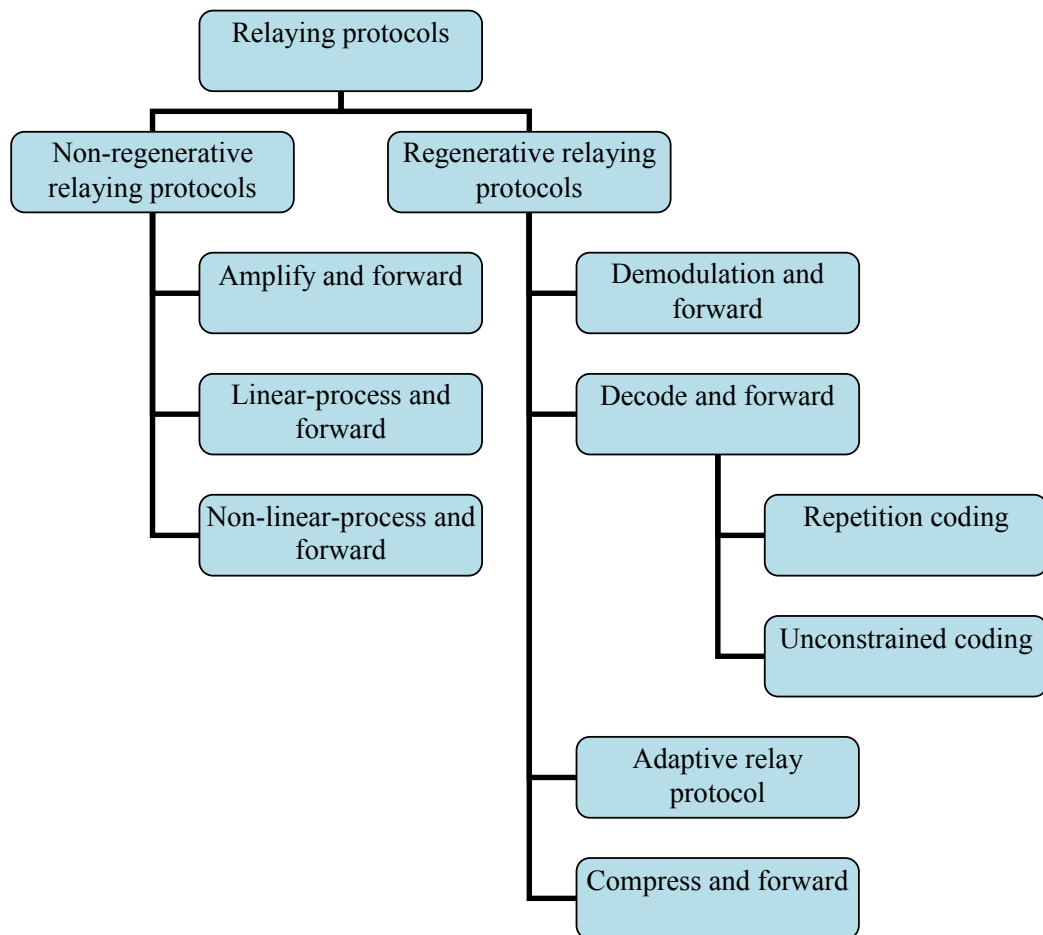 Relaying protocols
Non-regenerative
relaying protocols
Regenerative relaying
protocols
Amplify and forward
Linear-process and
forward
Non-linear-process and
forward
Demodulation and
forward
Decode and forward
Repetition coding
Unconstrained coding
Adaptive relay
protocol
Compress and forward